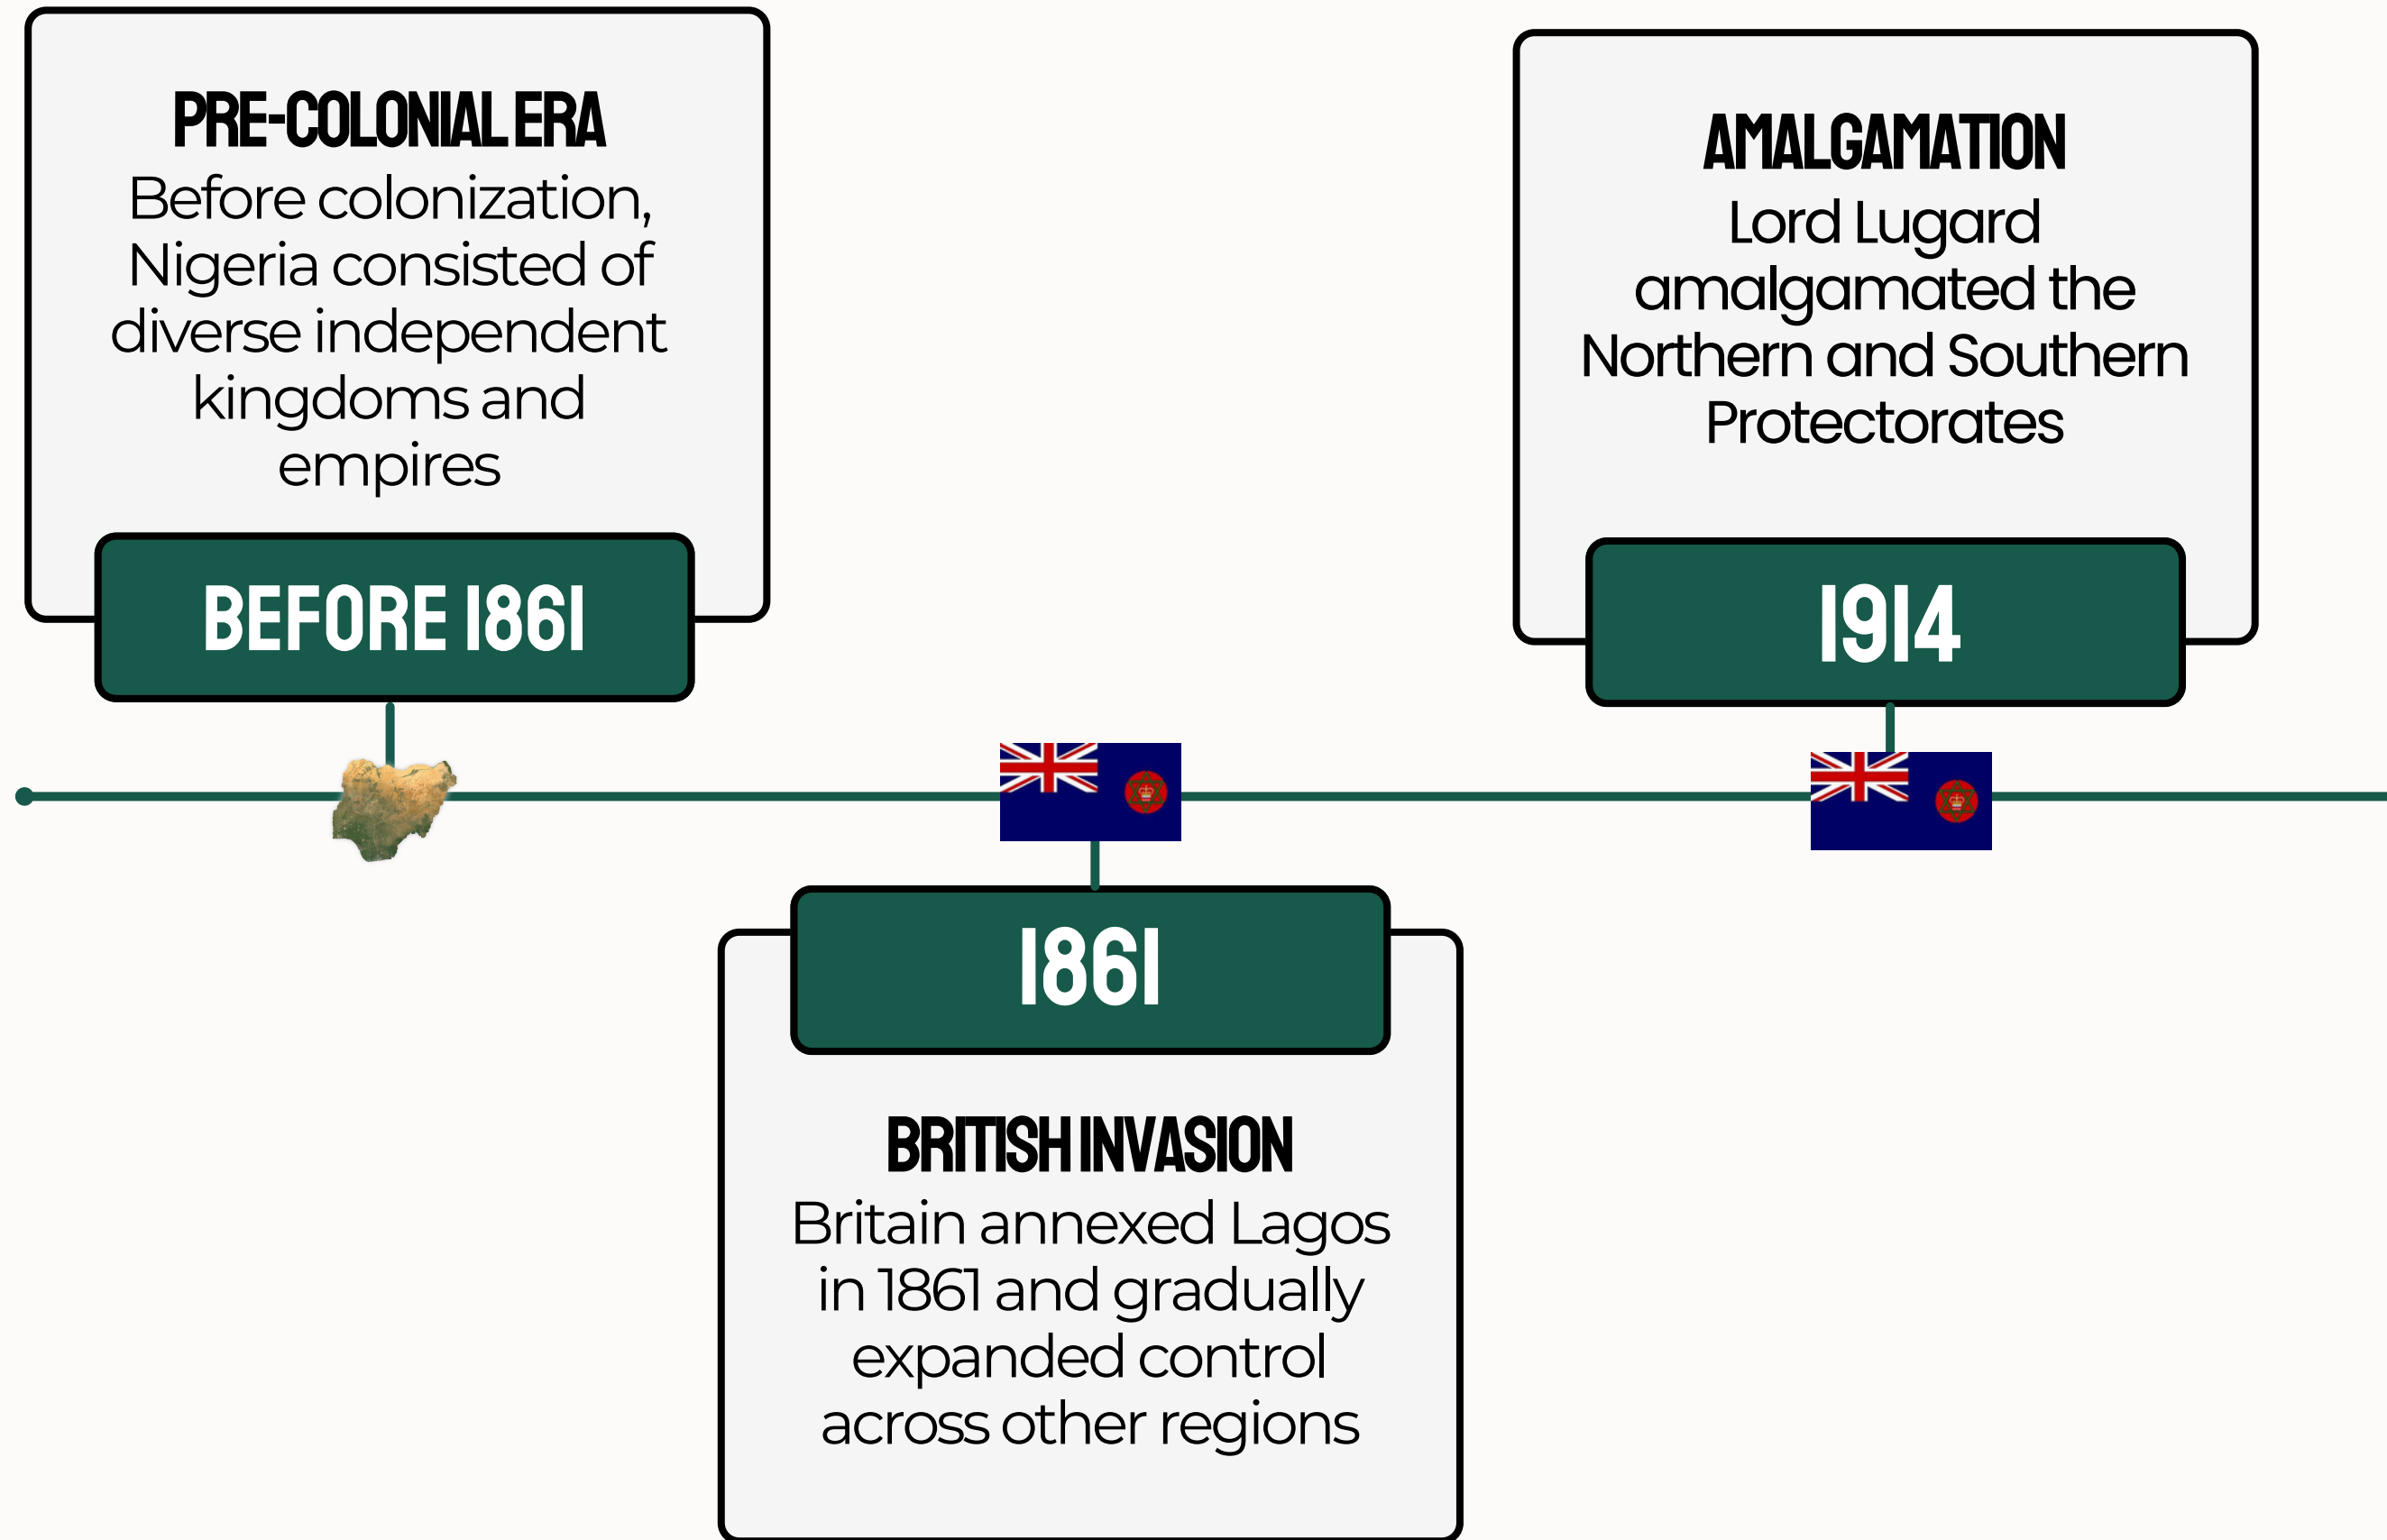 PRE-COLONIAL ERA
Before colonization,
Nigeria consisted of
diverse independent
kingdoms and
empires
BEFORE 1861
1861
BRITISH INVASION
Britain annexed Lagos
in 1861 and gradually
expanded control
across other regions
AMALGAMATION
Lord Lugard
amalgamated the
Northern and Southern
Protectorates
1914